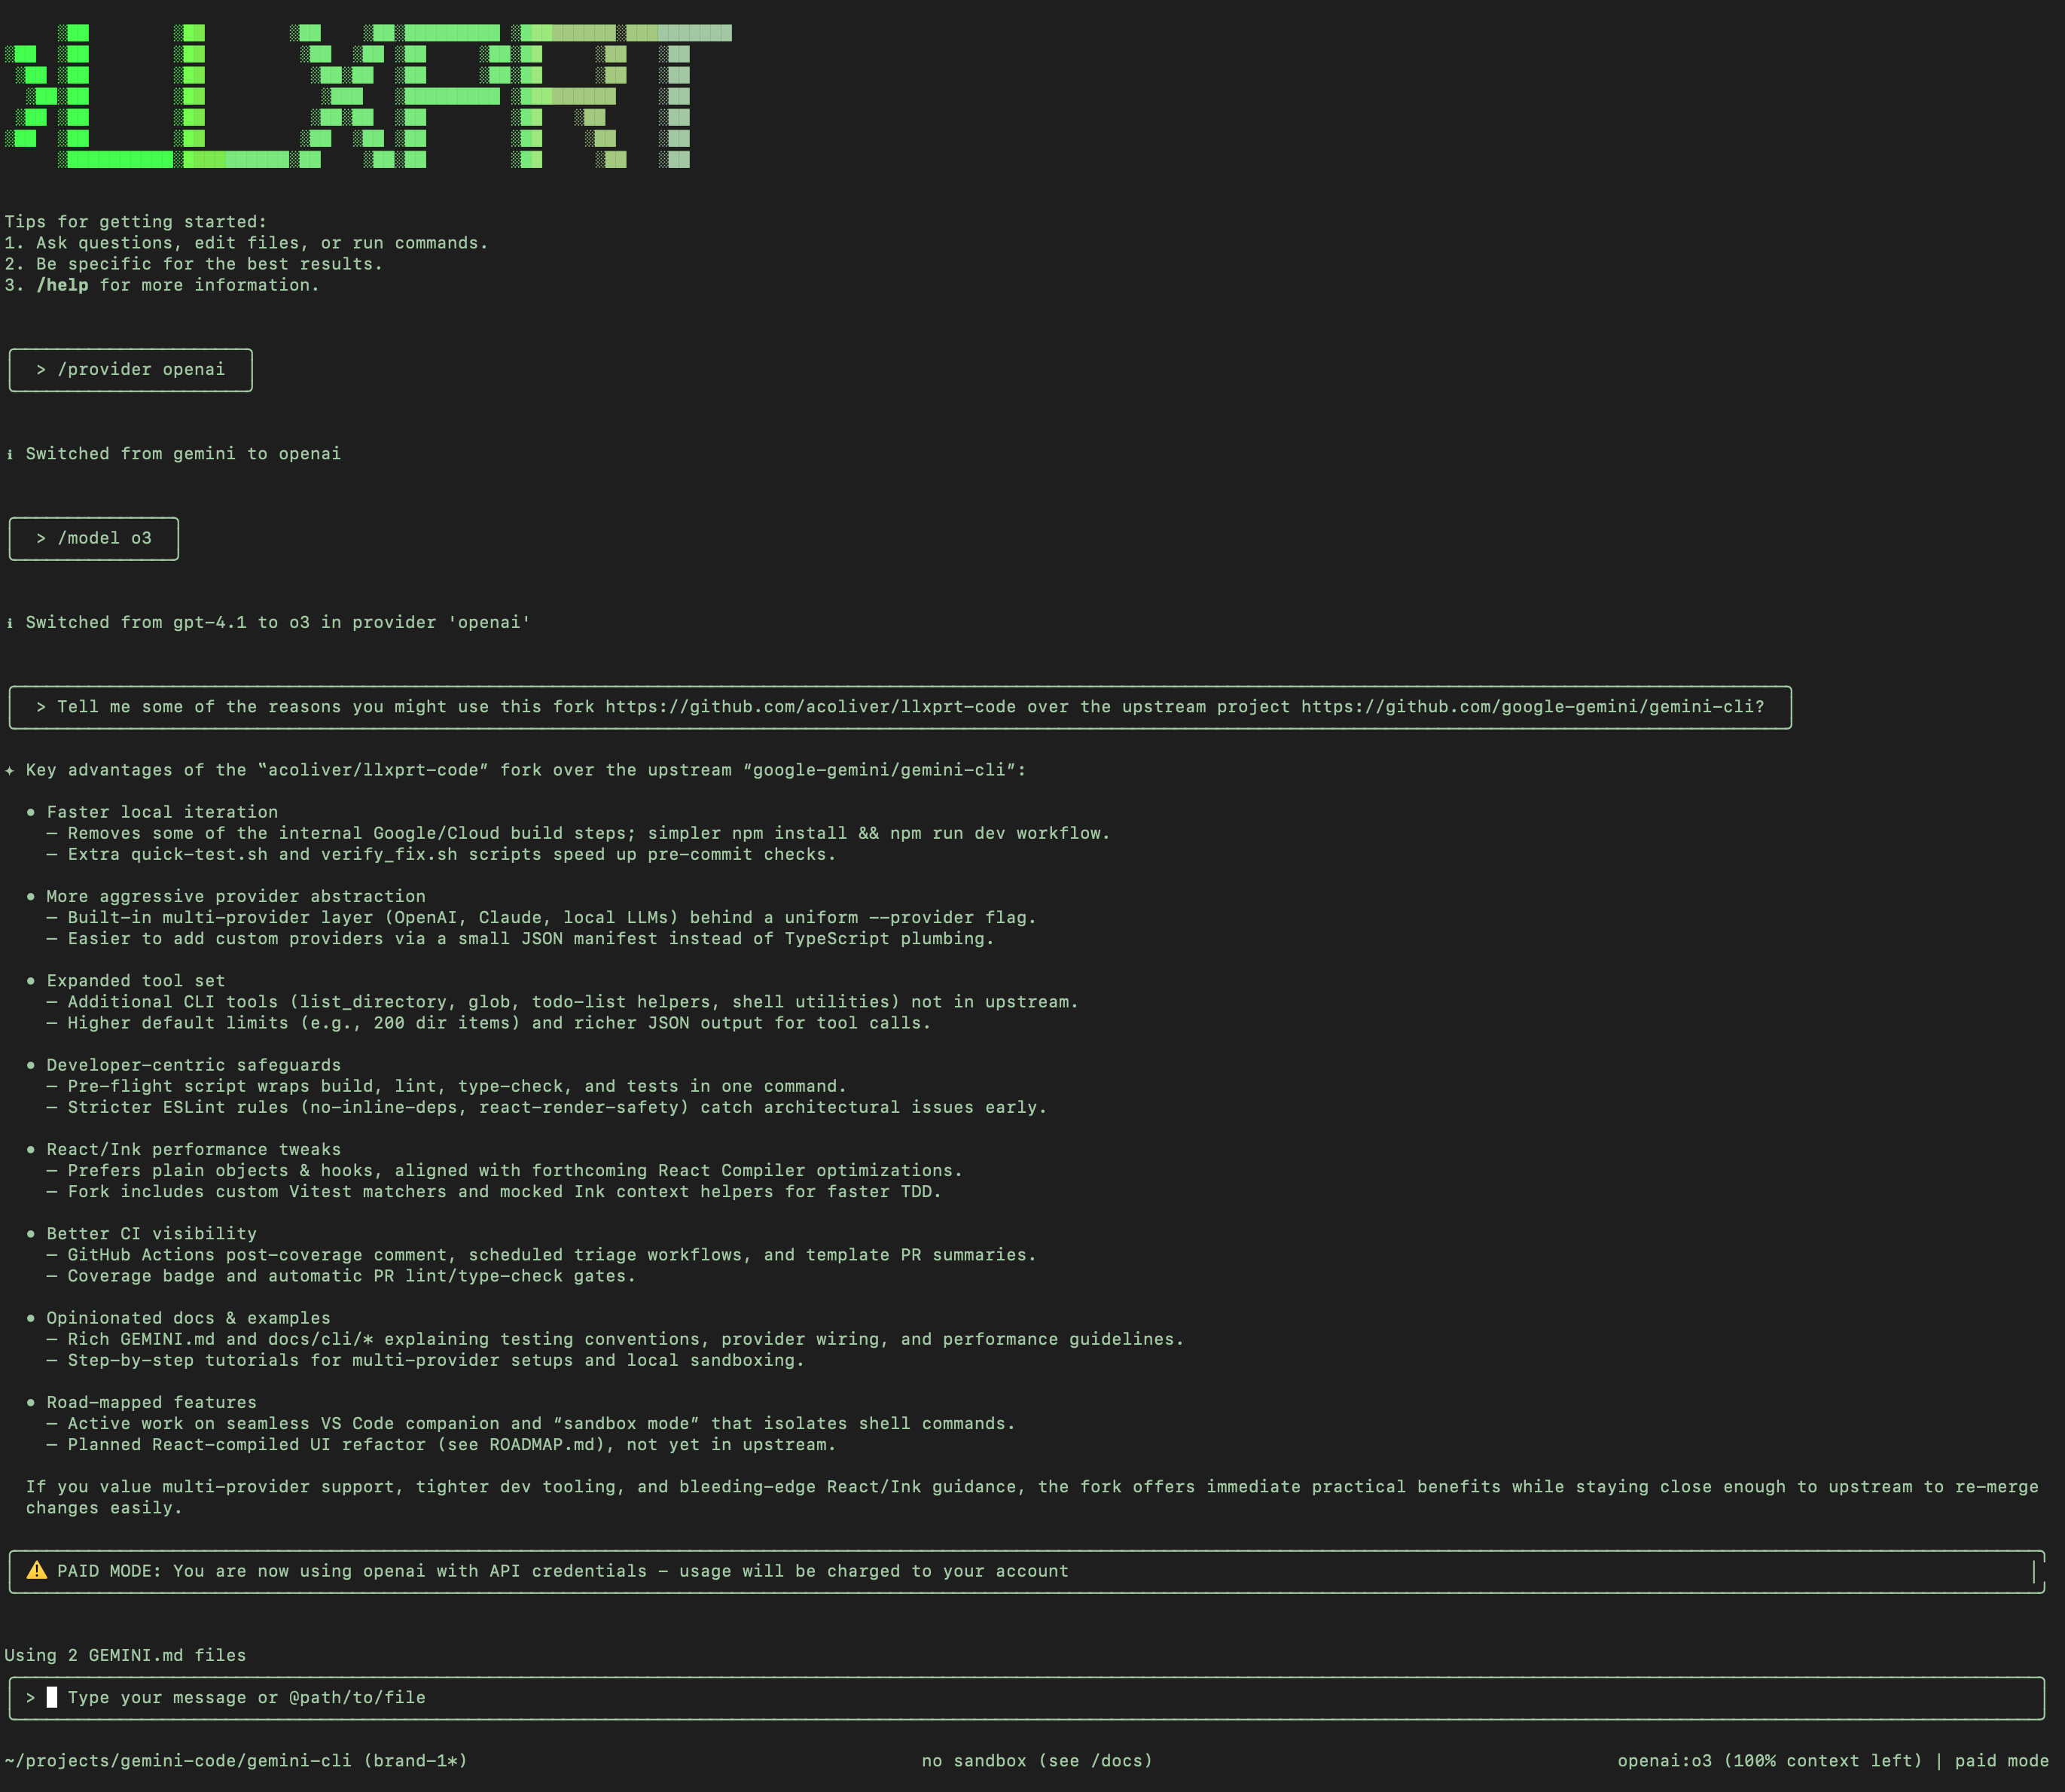 LLXPRT
Tips for getting started:
1. Ask questions, edit files, or run commands.
2. Be specific for the best results.
3. /help for more information.
> /provider openai
ℹ Switched from gemini to openai
> /model o3
ℹ Switched from gpt-4.1 to o3 in provider 'openai'
> Tell me some of the reasons you might use this fork https://github.com/acoliver/llxprt-code over the upstream project https://github.com/google-gemini/gemini-cli?
✦ Key advantages of the “acoliver/llxprt-code” fork over the upstream “google-gemini/gemini-cli”:
● Faster local iteration
– Removes some of the internal Google/Cloud build steps; simpler npm install && npm run dev workflow.
– Extra quick-test.sh and verify_fix.sh scripts speed up pre-commit checks.
● More aggressive provider abstraction
– Built-in multi-provider layer (OpenAI, Claude, local LLMs) behind a uniform --provider flag.
– Easier to add custom providers via a small JSON manifest instead of TypeScript plumbing.
● Expanded tool set
– Additional CLI tools (list_directory, glob, todo-list helpers, shell utilities) not in upstream.
– Higher default limits (e.g., 200 dir items) and richer JSON output for tool calls.
● Developer-centric safeguards
– Pre-flight script wraps build, lint, type-check, and tests in one command.
– Stricter ESLint rules (no-inline-deps, react-render-safety) catch architectural issues early.
● React/Ink performance tweaks
– Prefers plain objects & hooks, aligned with forthcoming React Compiler optimizations.
– Fork includes custom Vitest matchers and mocked Ink context helpers for faster TDD.
● Better CI visibility
– GitHub Actions post-coverage comment, scheduled triage workflows, and template PR summaries.
– Coverage badge and automatic PR lint/type-check gates.
● Opinionated docs & examples
– Rich GEMINI.md and docs/cli/* explaining testing conventions, provider wiring, and performance guidelines.
– Step-by-step tutorials for multi-provider setups and local sandboxing.
● Road-mapped features
– Active work on seamless VS Code companion and “sandbox mode” that isolates shell commands.
– Planned React-compiled UI refactor (see ROADMAP.md), not yet in upstream.
If you value multi-provider support, tighter dev tooling, and bleeding-edge React/Ink guidance, the fork offers immediate practical benefits while staying close enough to upstream to re-merge
changes easily.
⚠️ PAID MODE: You are now using openai with API credentials - usage will be charged to your account
Using 2 GEMINI.md files
> Type your message or @path/to/file
~/projects/gemini-code/gemini-cli (brand-1*) no sandbox (see /docs) openai:o3 (100% context left) | paid mode